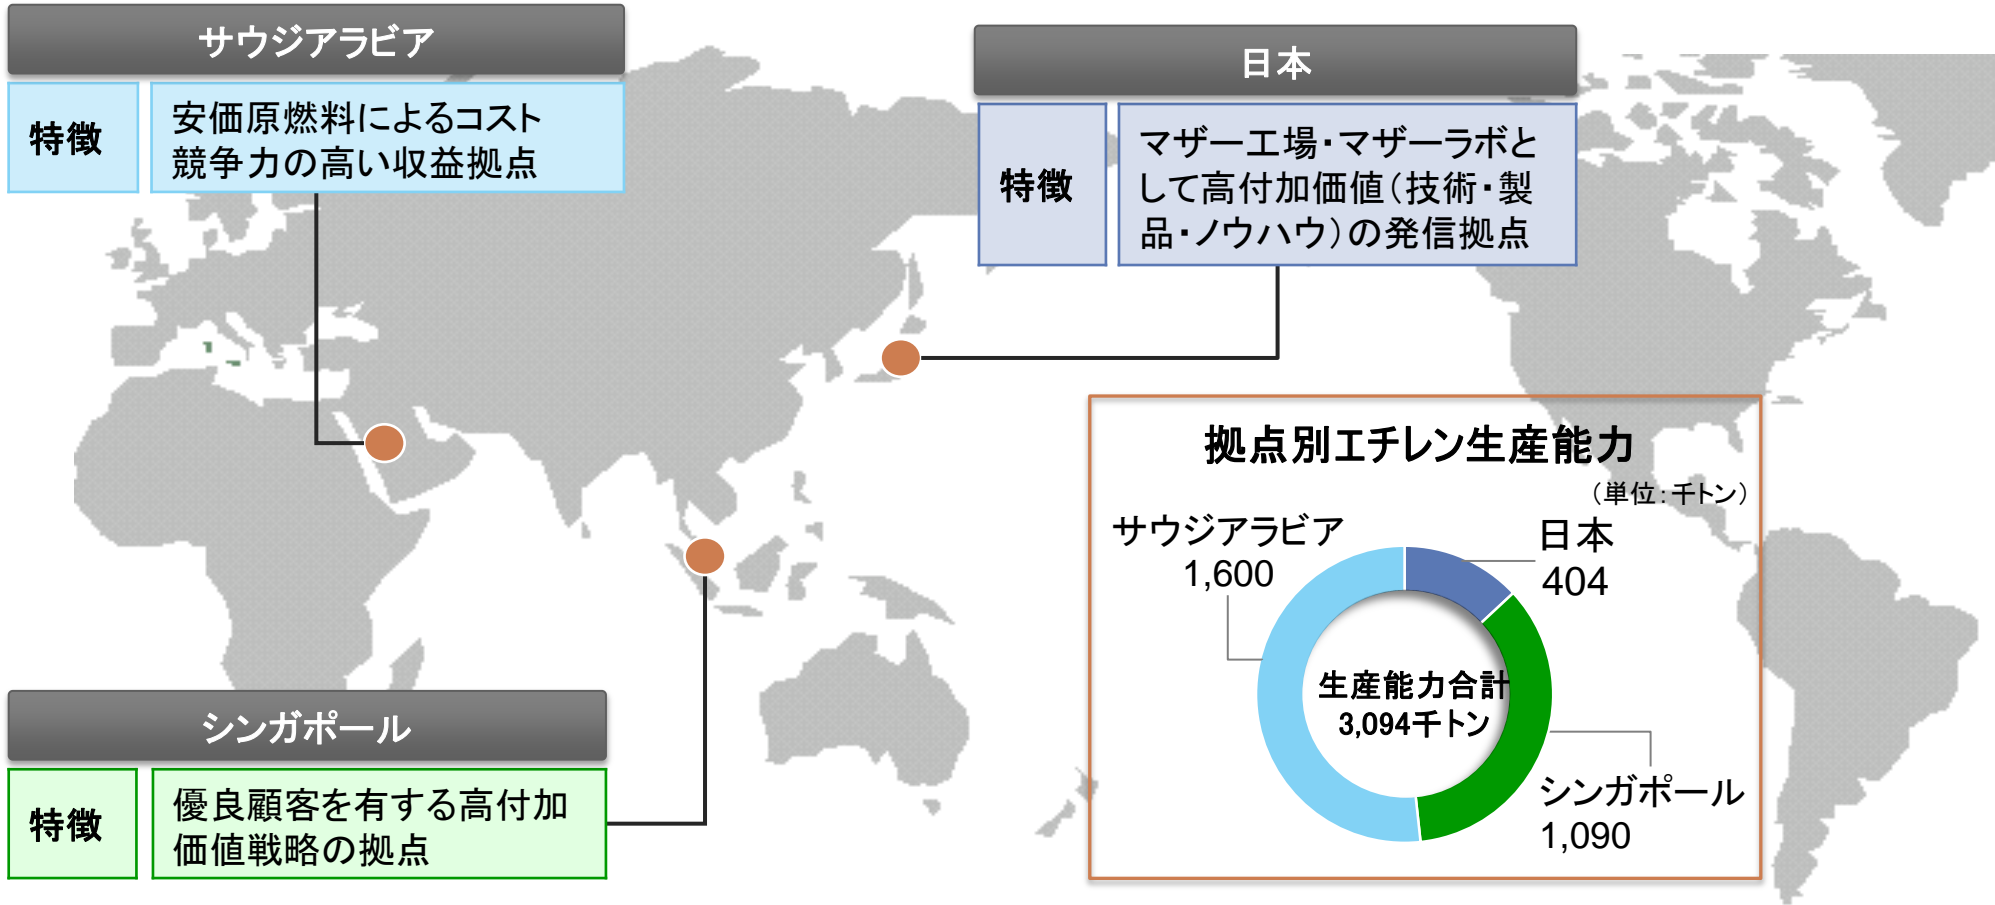 サウジアラビア
特徴
安価原燃料によるコスト
競争力の高い収益拠点
日本
特徴
マザー工場・マザーラボと
して高付加価値（技術・製
品・ノウハウ）の発信拠点
拠点別エチレン生産能力
（単位：千トン）
サウジアラビア
1,600
日本
404
生産能力合計
3,094千トン
シンガポール
1,090
シンガポール
特徴
優良顧客を有する高付加
価値戦略の拠点